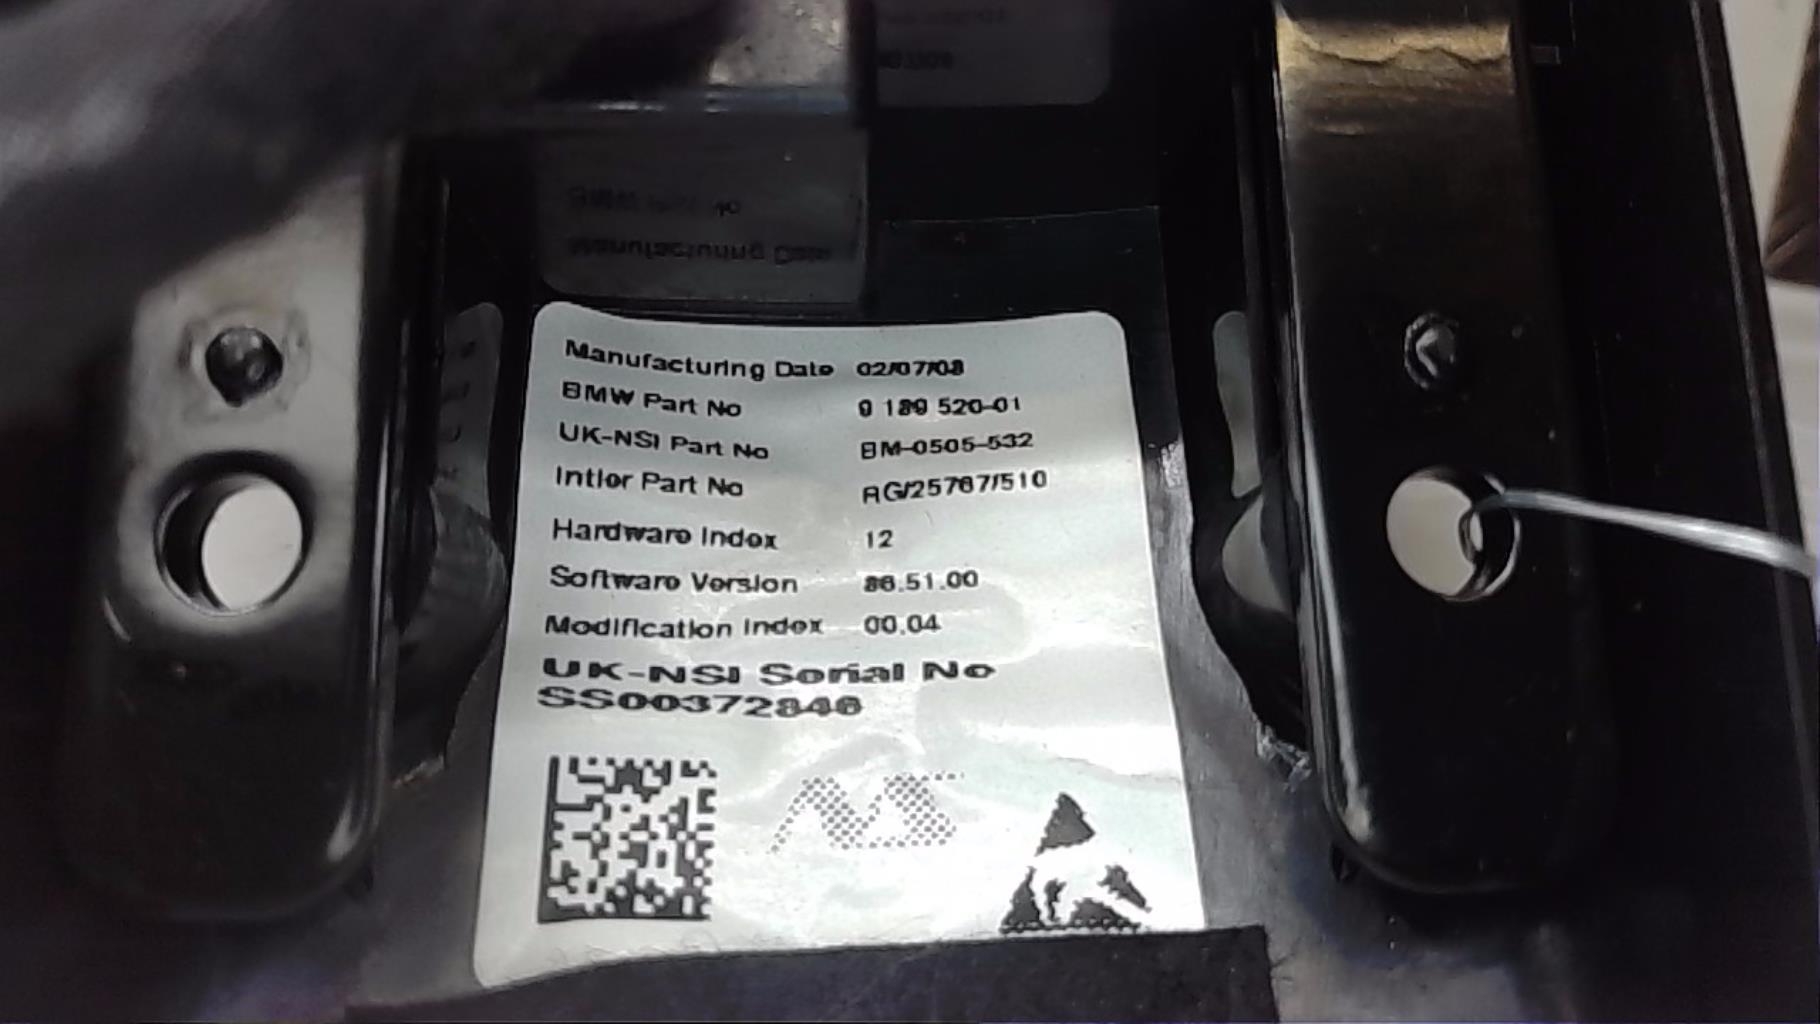 Manufacturing Date 02/07/08
BMW Part No 9 189 520-01
UK-NSI Part No BM-0505-532
Intier Part No RG/25767/510
Hardware Index 12
Software Version 86.51.00
Modification Index 00.04
UK-NSI Serial No
SS00372846